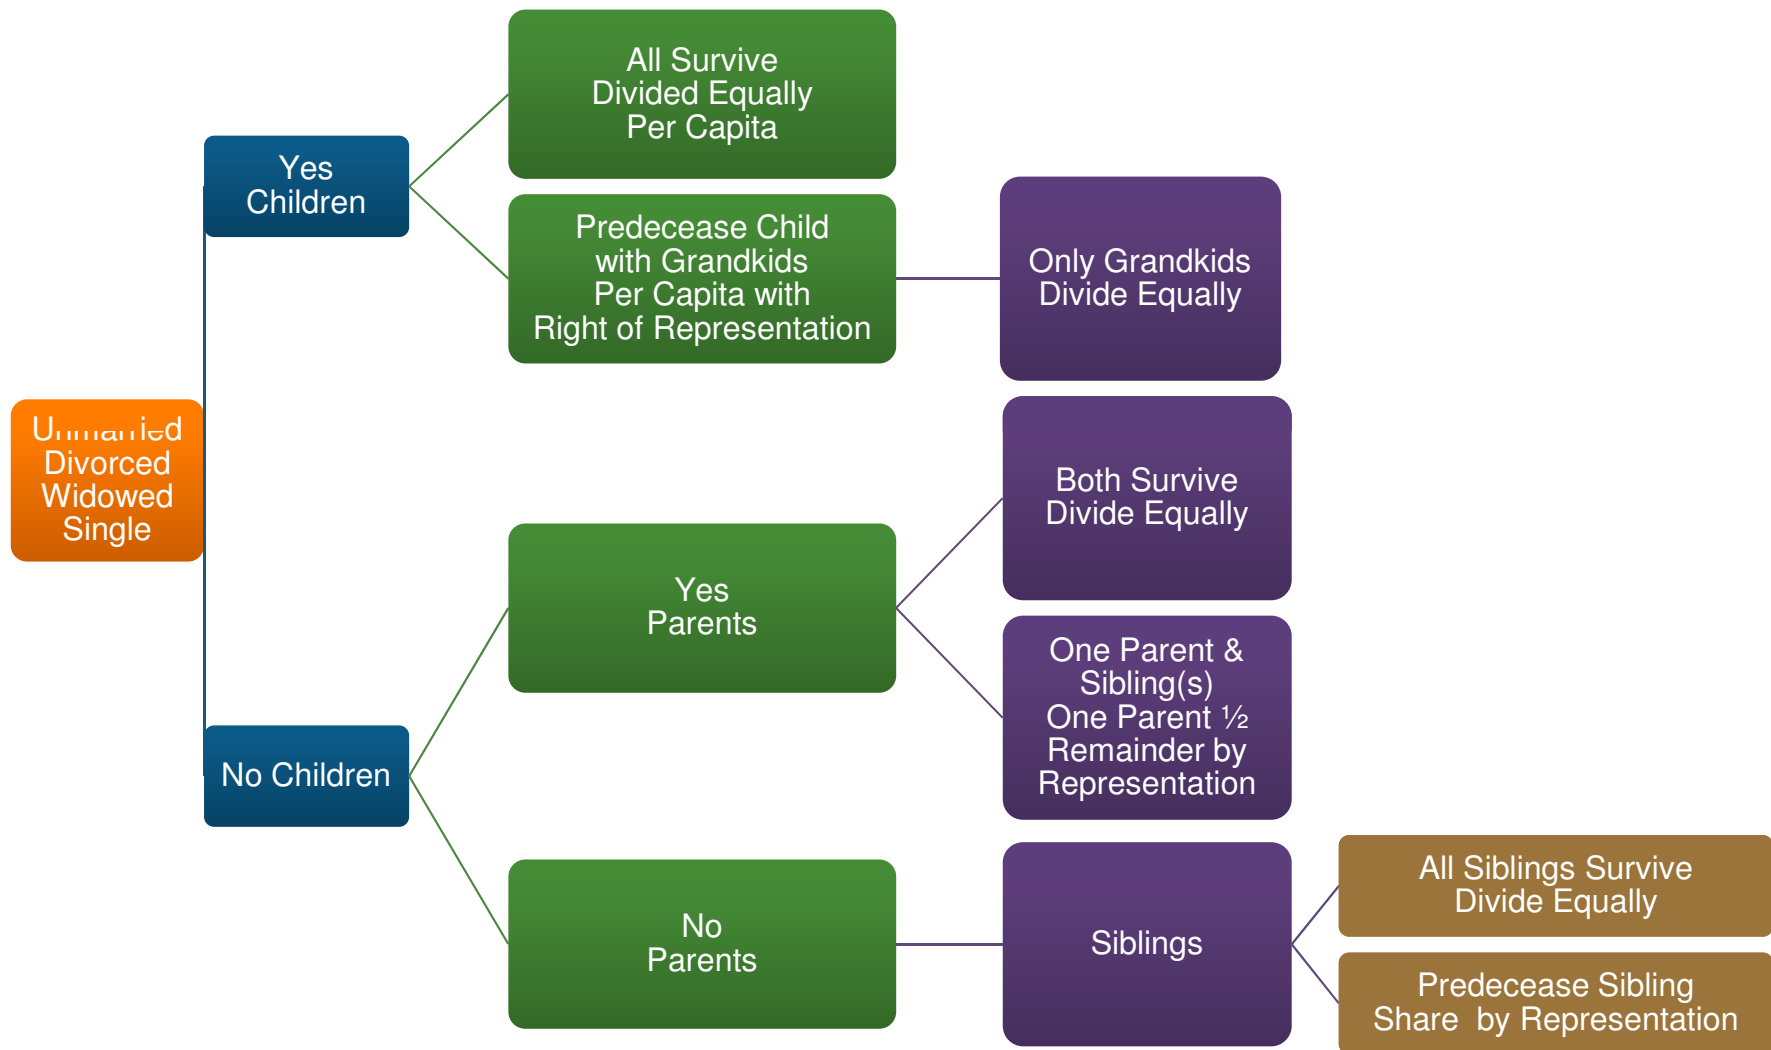 All Survive
Divided Equally
Per Capita
Yes
Children
Predecease Child
with Grandkids
Per Capita with
Right of Representation
Only Grandkids
Divide Equally
Unmarried
Divorced
Widowed
Single
Both Survive
Divide Equally
Yes
Parents
One Parent &
Sibling(s)
One Parent ½
Remainder by
Representation
No Children
No
Parents
Siblings
All Siblings Survive
Divide Equally
Predecease Sibling
Share by Representation